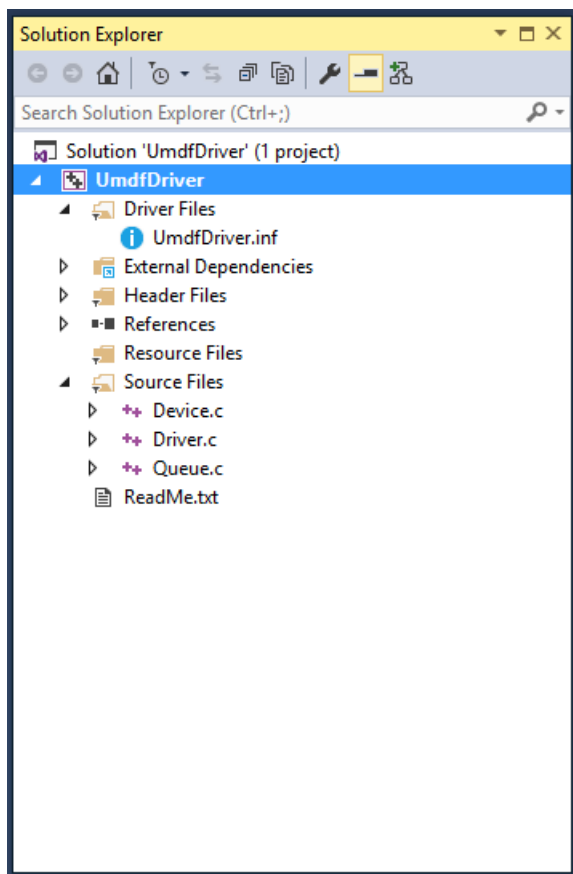 Solution Explorer
Search Solution Explorer (Ctrl+;)
Solution 'UmdfDriver' (1 project)
UmdfDriver
Driver Files
UmdfDriver.inf
External Dependencies
Header Files
References
Resource Files
Source Files
Device.c
Driver.c
Queue.c
ReadMe.txt